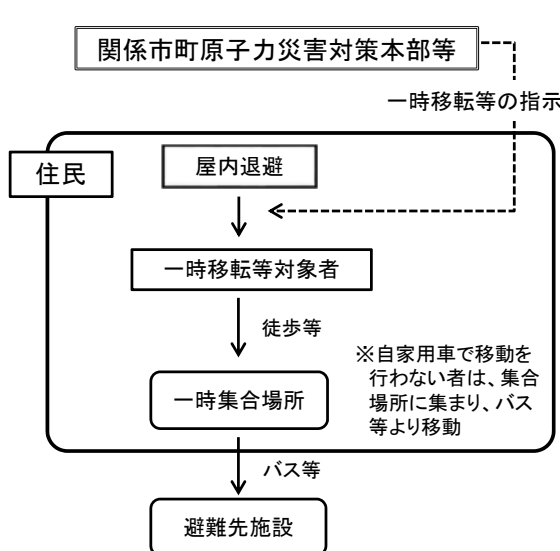 関係市町原子力災害対策本部等
一時移転等の指示
住民
屋内退避
一時移転等対象者
徒歩等
※自家用車で移動を
行わない者は、集合
場所に集まり、バス
等より移動
一時集合場所
バス等
避難先施設